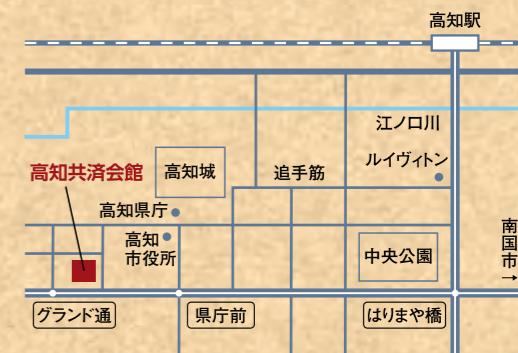 高知駅
江ノ口川
ルイヴィトン
高知共済会館
高知城
追手筋
高知県庁
高知
市役所
中央公園
南国市→
グランド通
県庁前
はりまや橋